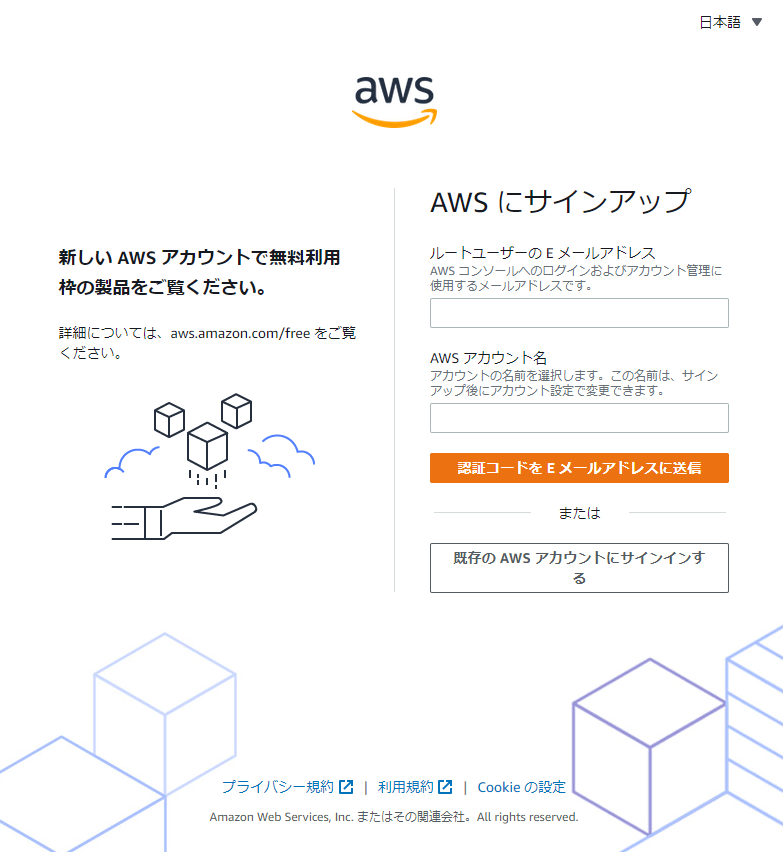 日本語
aws
新しい AWS アカウントで無料利用
枠の製品をご覧ください。
詳細については、aws.amazon.com/free をご覧
ください。
AWS にサインアップ
ルートユーザーの E メールアドレス
AWS コンソールへのログインおよびアカウント管理に
使用するメールアドレスです。
AWS アカウント名
アカウントの名前を選択します。この名前は、サイン
アップ後にアカウント設定で変更できます。
認証コードを E メールアドレスに送信
または
既存の AWS アカウントにサインインす
る
プライバシー規約 | 利用規約 | Cookie の設定
Amazon Web Services, Inc. またはその関連会社。All rights reserved.